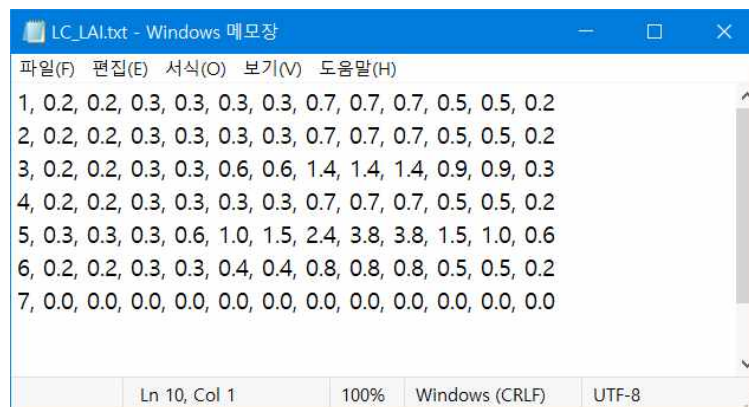 LC_LAI.txt - Windows 메모장
파일(F) 편집(E) 서식(O) 보기(V) 도움말(H)
1, 0.2, 0.2, 0.3, 0.3, 0.3, 0.3, 0.7, 0.7, 0.7, 0.5, 0.5, 0.2
2, 0.2, 0.2, 0.3, 0.3, 0.3, 0.3, 0.7, 0.7, 0.7, 0.5, 0.5, 0.2
3, 0.2, 0.2, 0.3, 0.3, 0.6, 0.6, 1.4, 1.4, 1.4, 0.9, 0.9, 0.3
4, 0.2, 0.2, 0.3, 0.3, 0.3, 0.3, 0.7, 0.7, 0.7, 0.5, 0.5, 0.2
5, 0.3, 0.3, 0.3, 0.6, 1.0, 1.5, 2.4, 3.8, 3.8, 1.5, 1.0, 0.6
6, 0.2, 0.2, 0.3, 0.3, 0.4, 0.4, 0.8, 0.8, 0.8, 0.5, 0.5, 0.2
7, 0.0, 0.0, 0.0, 0.0, 0.0, 0.0, 0.0, 0.0, 0.0, 0.0, 0.0, 0.0
Ln 10, Col 1 100% Windows (CRLF) UTF-8